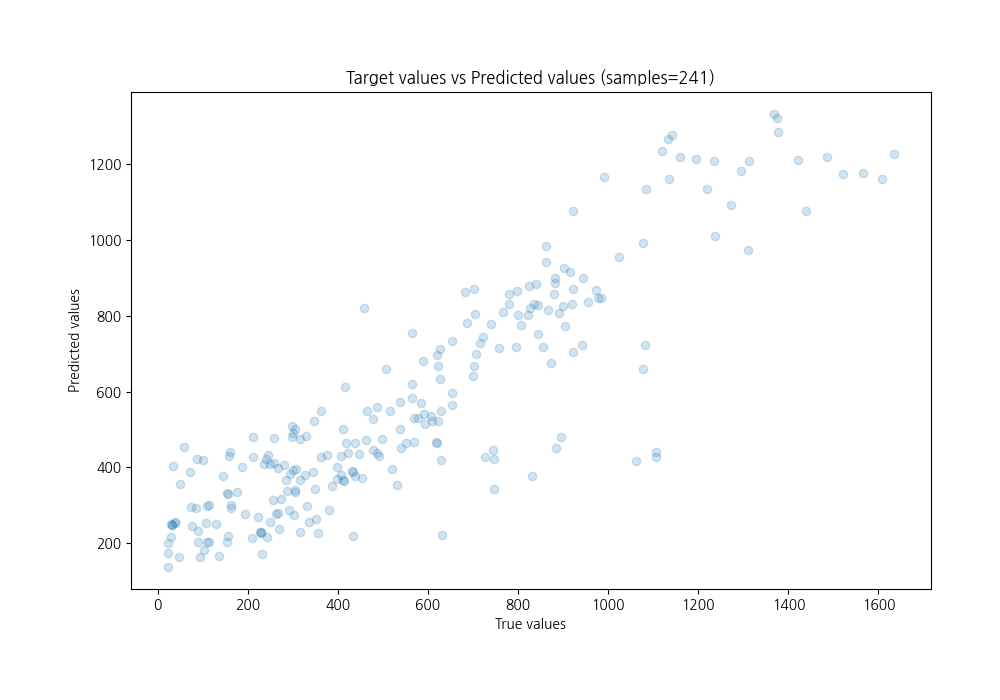 Target values vs Predicted values (samples=241)
Predicted values
1200
1000
800
600
400
200
0 200 400 600 800 1000 1200 1400 1600
True values